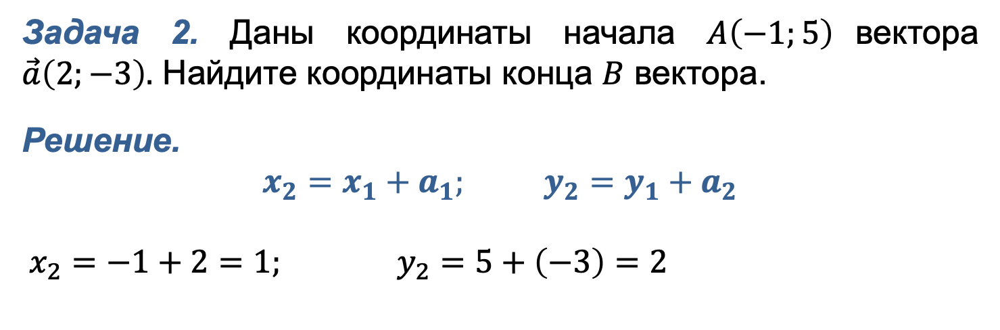 Задача 2. Даны координаты начала A(−1; 5) вектора
a⃗(2; −3). Найдите координаты конца B вектора.
Решение.
x₂ = x₁ + a₁; y₂ = y₁ + a₂
x₂ = −1 + 2 = 1; y₂ = 5 + (−3) = 2